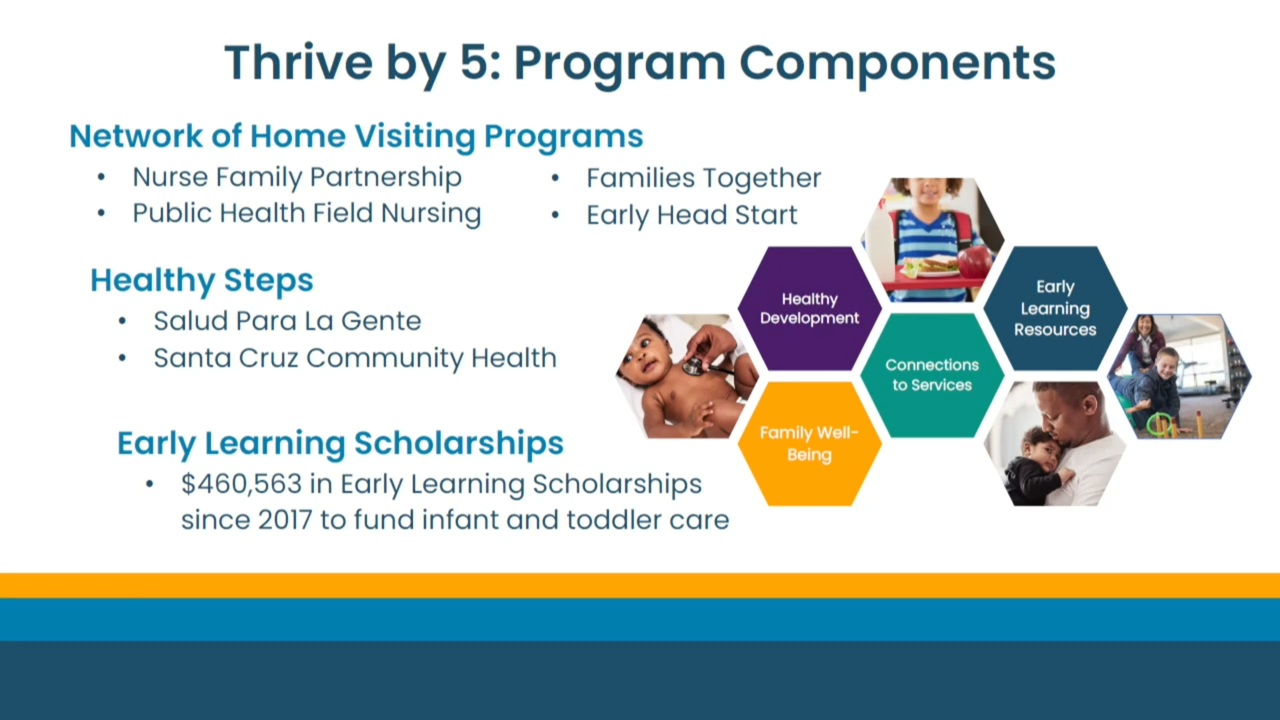 Thrive by 5: Program Components
Network of Home Visiting Programs
• Nurse Family Partnership
• Public Health Field Nursing
• Families Together
• Early Head Start
Healthy Steps
• Salud Para La Gente
• Santa Cruz Community Health
Early Learning Scholarships
• $460,563 in Early Learning Scholarships
since 2017 to fund infant and toddler care
Healthy
Development
Early
Learning
Resources
Connections
to Services
Family Well-
Being